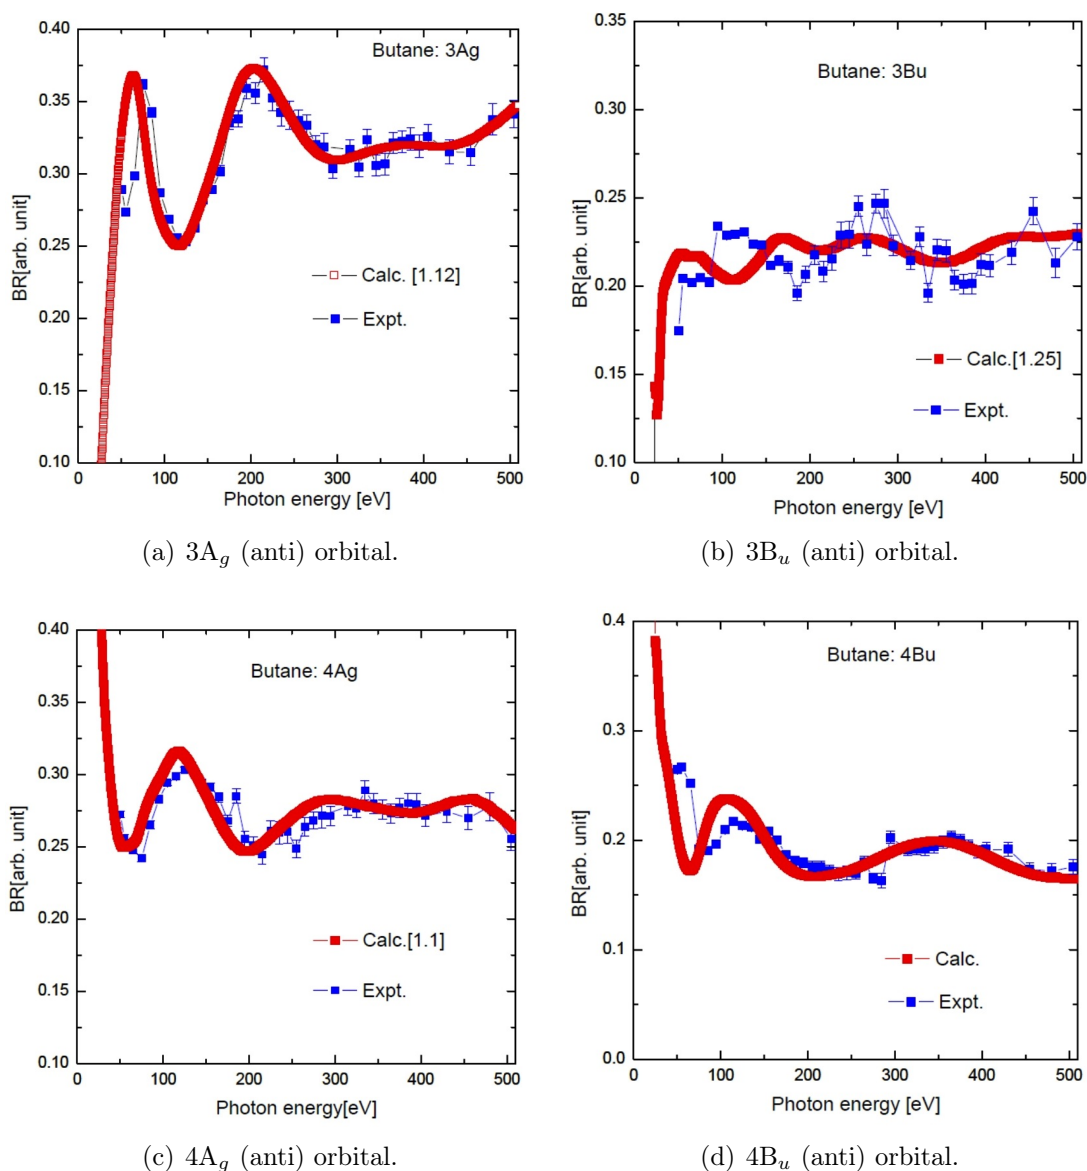 Butane: 3Ag
BR[arb. unit]
0.40
0.35
0.30
0.25
0.20
0.15
0.10
Calc. [1.12]
Expt.
0 100 200 300 400 500
Photon energy [eV]
(a) 3A_g (anti) orbital.
Butane: 3Bu
BR[arb. unit]
0.35
0.30
0.25
0.20
0.15
0.10
Calc.[1.25]
Expt.
0 100 200 300 400 500
Photon energy [eV]
(b) 3B_u (anti) orbital.
Butane: 4Ag
BR[arb. unit]
0.40
0.35
0.30
0.25
0.20
0.15
0.10
Calc.[1.1]
Expt.
0 100 200 300 400 500
Photon energy[eV]
(c) 4A_g (anti) orbital.
Butane: 4Bu
BR[arb. unit]
0.4
0.3
0.2
0.1
0.0
Calc.
Expt.
0 100 200 300 400 500
Photon energy [eV]
(d) 4B_u (anti) orbital.